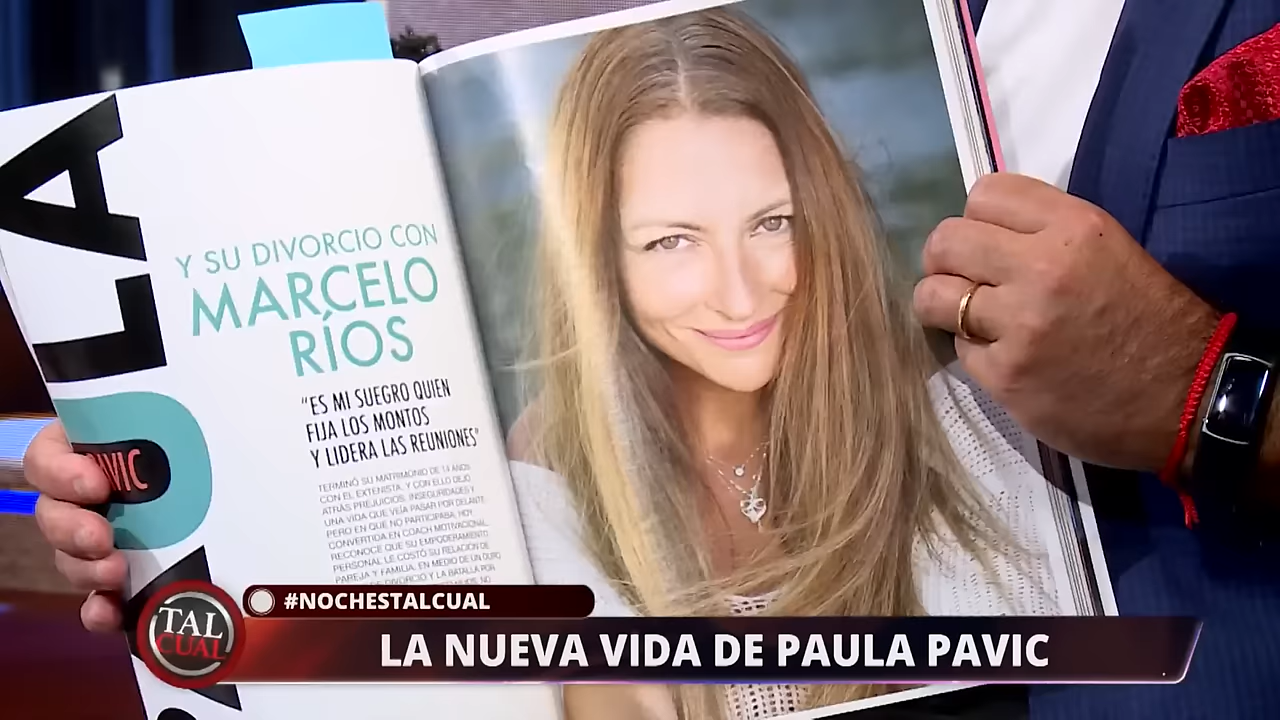 PAULA
PAVIC
Y SU DIVORCIO CON
MARCELO
RÍOS
"ES MI SUEGRO QUIEN
FIJA LOS MONTOS
Y LIDERA LAS REUNIONES"
TERMINÓ SU MATRIMONIO DE 14 AÑOS
CON EL EXTENISTA. Y CON ELLO DEJÓ
ATRÁS PREJUICIOS, INSEGURIDADES Y
UNA VIDA QUE VEÍA PASAR POR DELANTE
PERO EN QUE NO PARTICIPABA. HOY,
CONVERTIDA EN COACH MOTIVACIONAL,
RECONOCE QUE SU EMPODERAMIENTO
PERSONAL LE COSTÓ SU RELACIÓN DE
PAREJA Y FAMILIA. EN MEDIO DE UN DURO
DE DIVORCIO Y LA BATALLA POR
TAL
CUAL
#NOCHESTALCUAL
LA NUEVA VIDA DE PAULA PAVIC